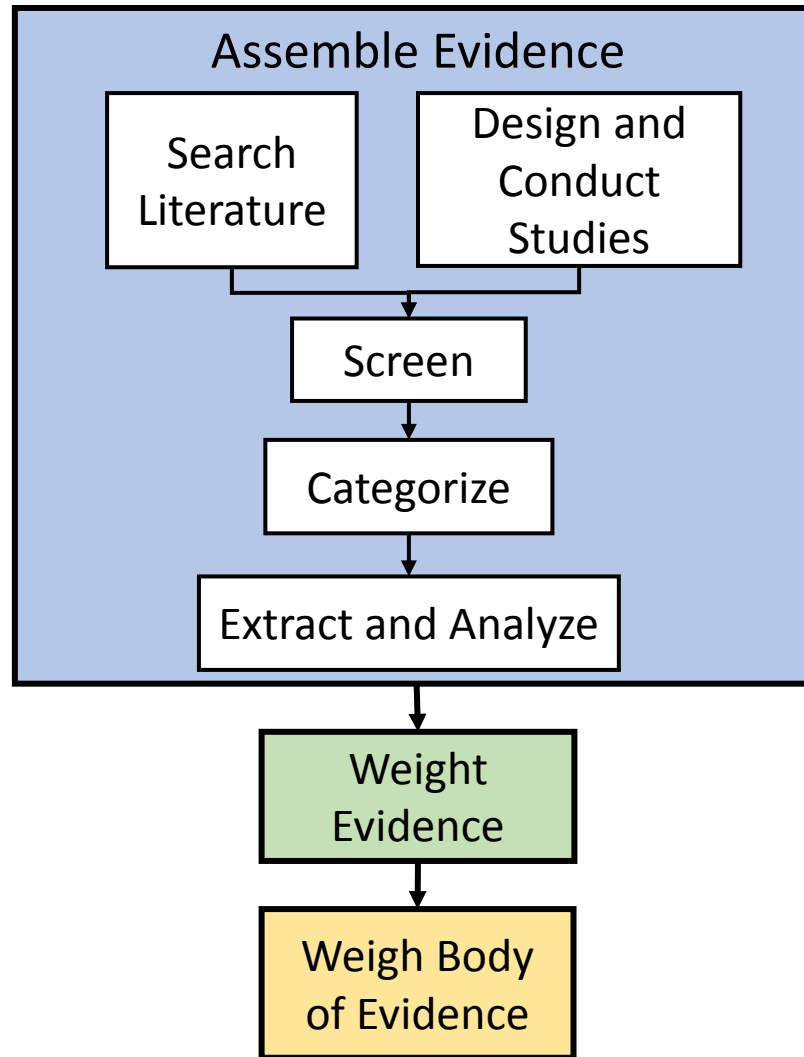 Assemble Evidence
Search
Literature
Design and
Conduct
Studies
Screen
Categorize
Extract and Analyze
Weight
Evidence
Weigh Body
of Evidence